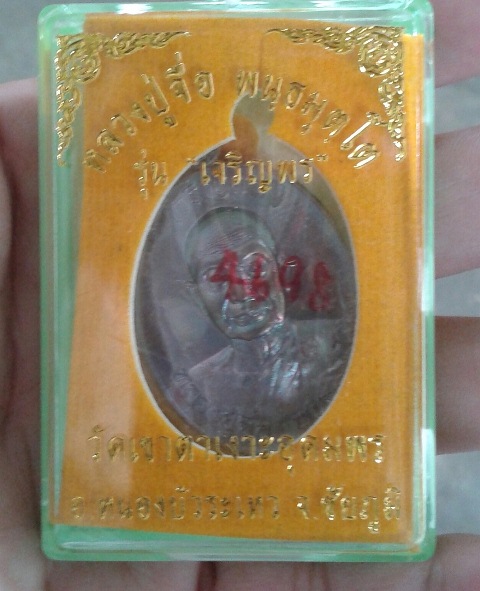 หลวงปู่จื่อ พนฺธมุตฺโต
รุ่น "เจริญพร"
วัดเขาตาเงาะอุดมพร
อ.หนองบัวระเหว จ.ชัยภูมิ